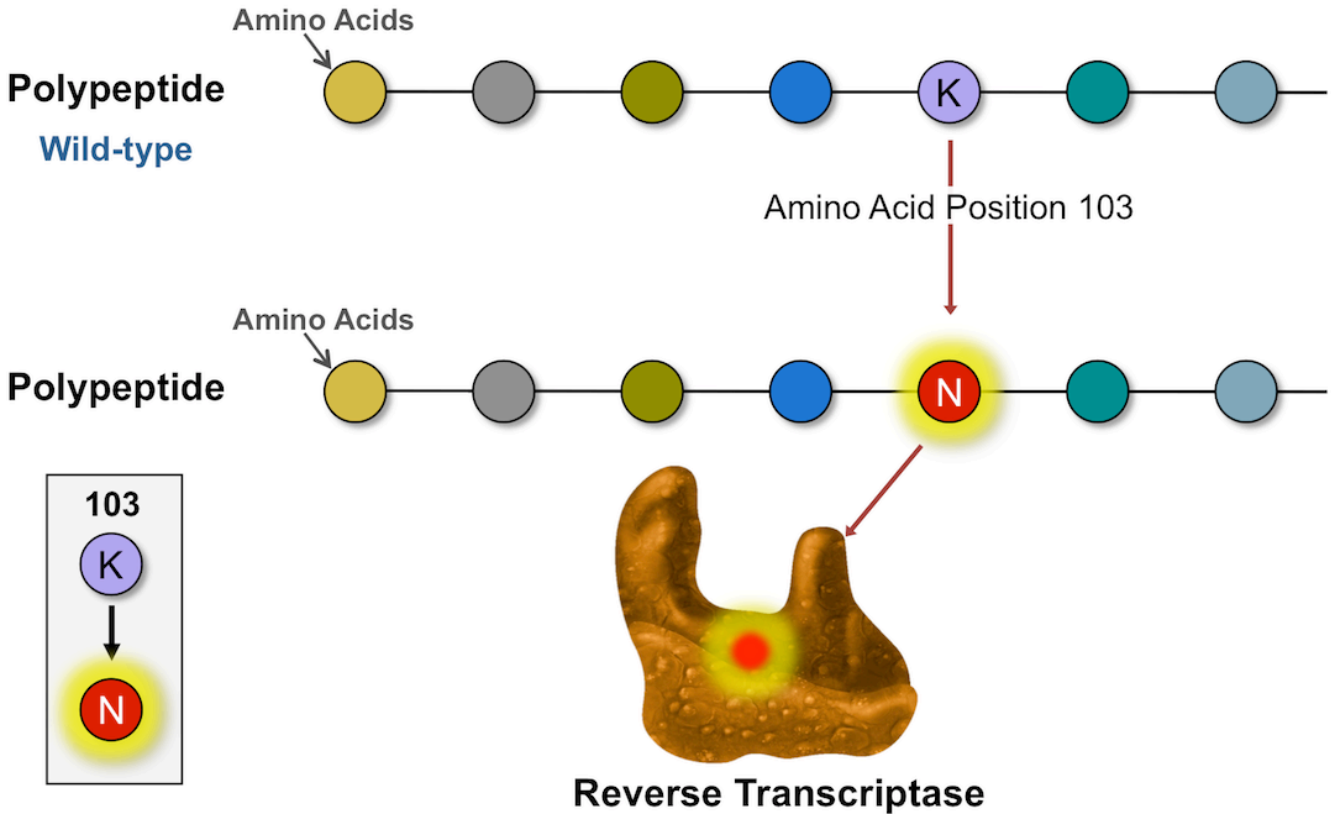 Amino Acids
Polypeptide
Wild-type
K
Amino Acid Position 103
Amino Acids
Polypeptide
N
103
K
N
Reverse Transcriptase